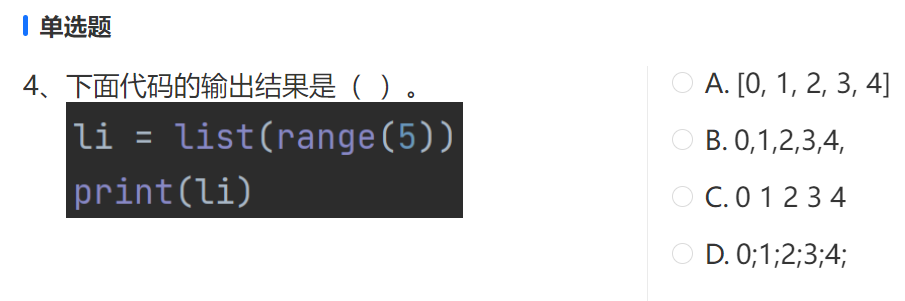 单选题
4、下面代码的输出结果是（  ）。
li = list(range(5))
print(li)
A. [0, 1, 2, 3, 4]
B. 0,1,2,3,4,
C. 0 1 2 3 4
D. 0;1;2;3;4;